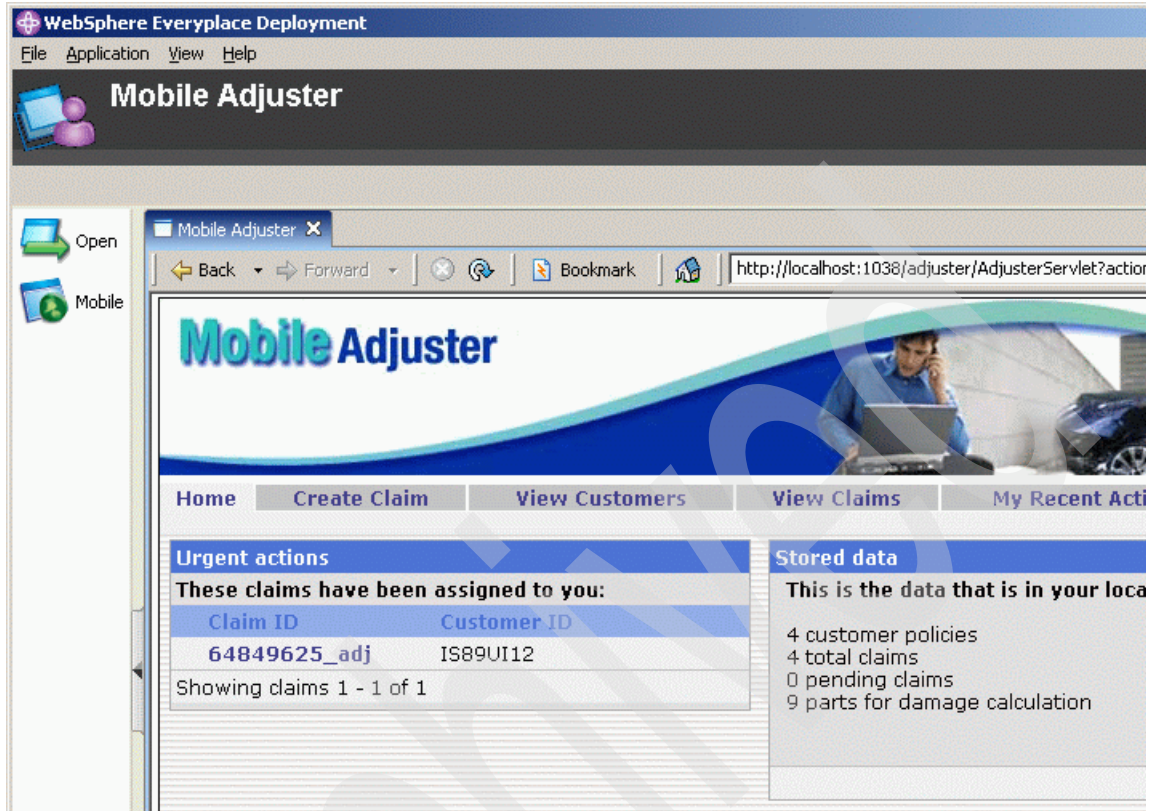 WebSphere Everyplace Deployment
File Application View Help
Mobile Adjuster
Open
Mobile
Mobile Adjuster
Back Forward Bookmark http://localhost:1038/adjuster/AdjusterServlet?action
Mobile Adjuster
Home Create Claim View Customers View Claims My Recent Acti
Urgent actions
These claims have been assigned to you:
Claim ID Customer ID
64849625_adj IS89UI12
Showing claims 1 - 1 of 1
Stored data
This is the data that is in your loca
4 customer policies
4 total claims
0 pending claims
9 parts for damage calculation